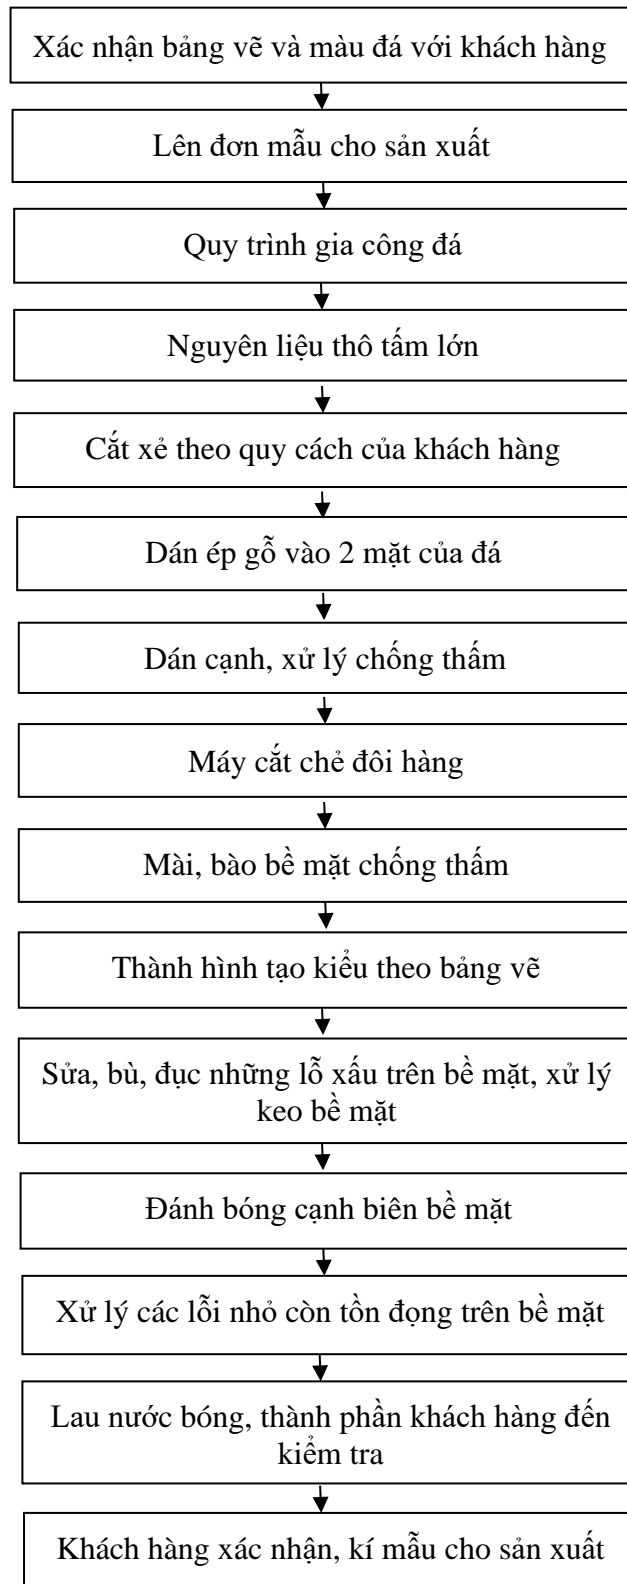 Xác nhận bảng vẽ và màu đá với khách hàng
Lên đơn mẫu cho sản xuất
Quy trình gia công đá
Nguyên liệu thô tấm lớn
Cắt xẻ theo quy cách của khách hàng
Dán ép gỗ vào 2 mặt của đá
Dán cạnh, xử lý chống thấm
Máy cắt chẻ đôi hàng
Mài, bào bề mặt chống thấm
Thành hình tạo kiểu theo bảng vẽ
Sửa, bù, đục những lỗ xấu trên bề mặt, xử lý
keo bề mặt
Đánh bóng cạnh biên bề mặt
Xử lý các lỗi nhỏ còn tồn đọng trên bề mặt
Lau nước bóng, thành phần khách hàng đến
kiểm tra
Khách hàng xác nhận, kí mẫu cho sản xuất